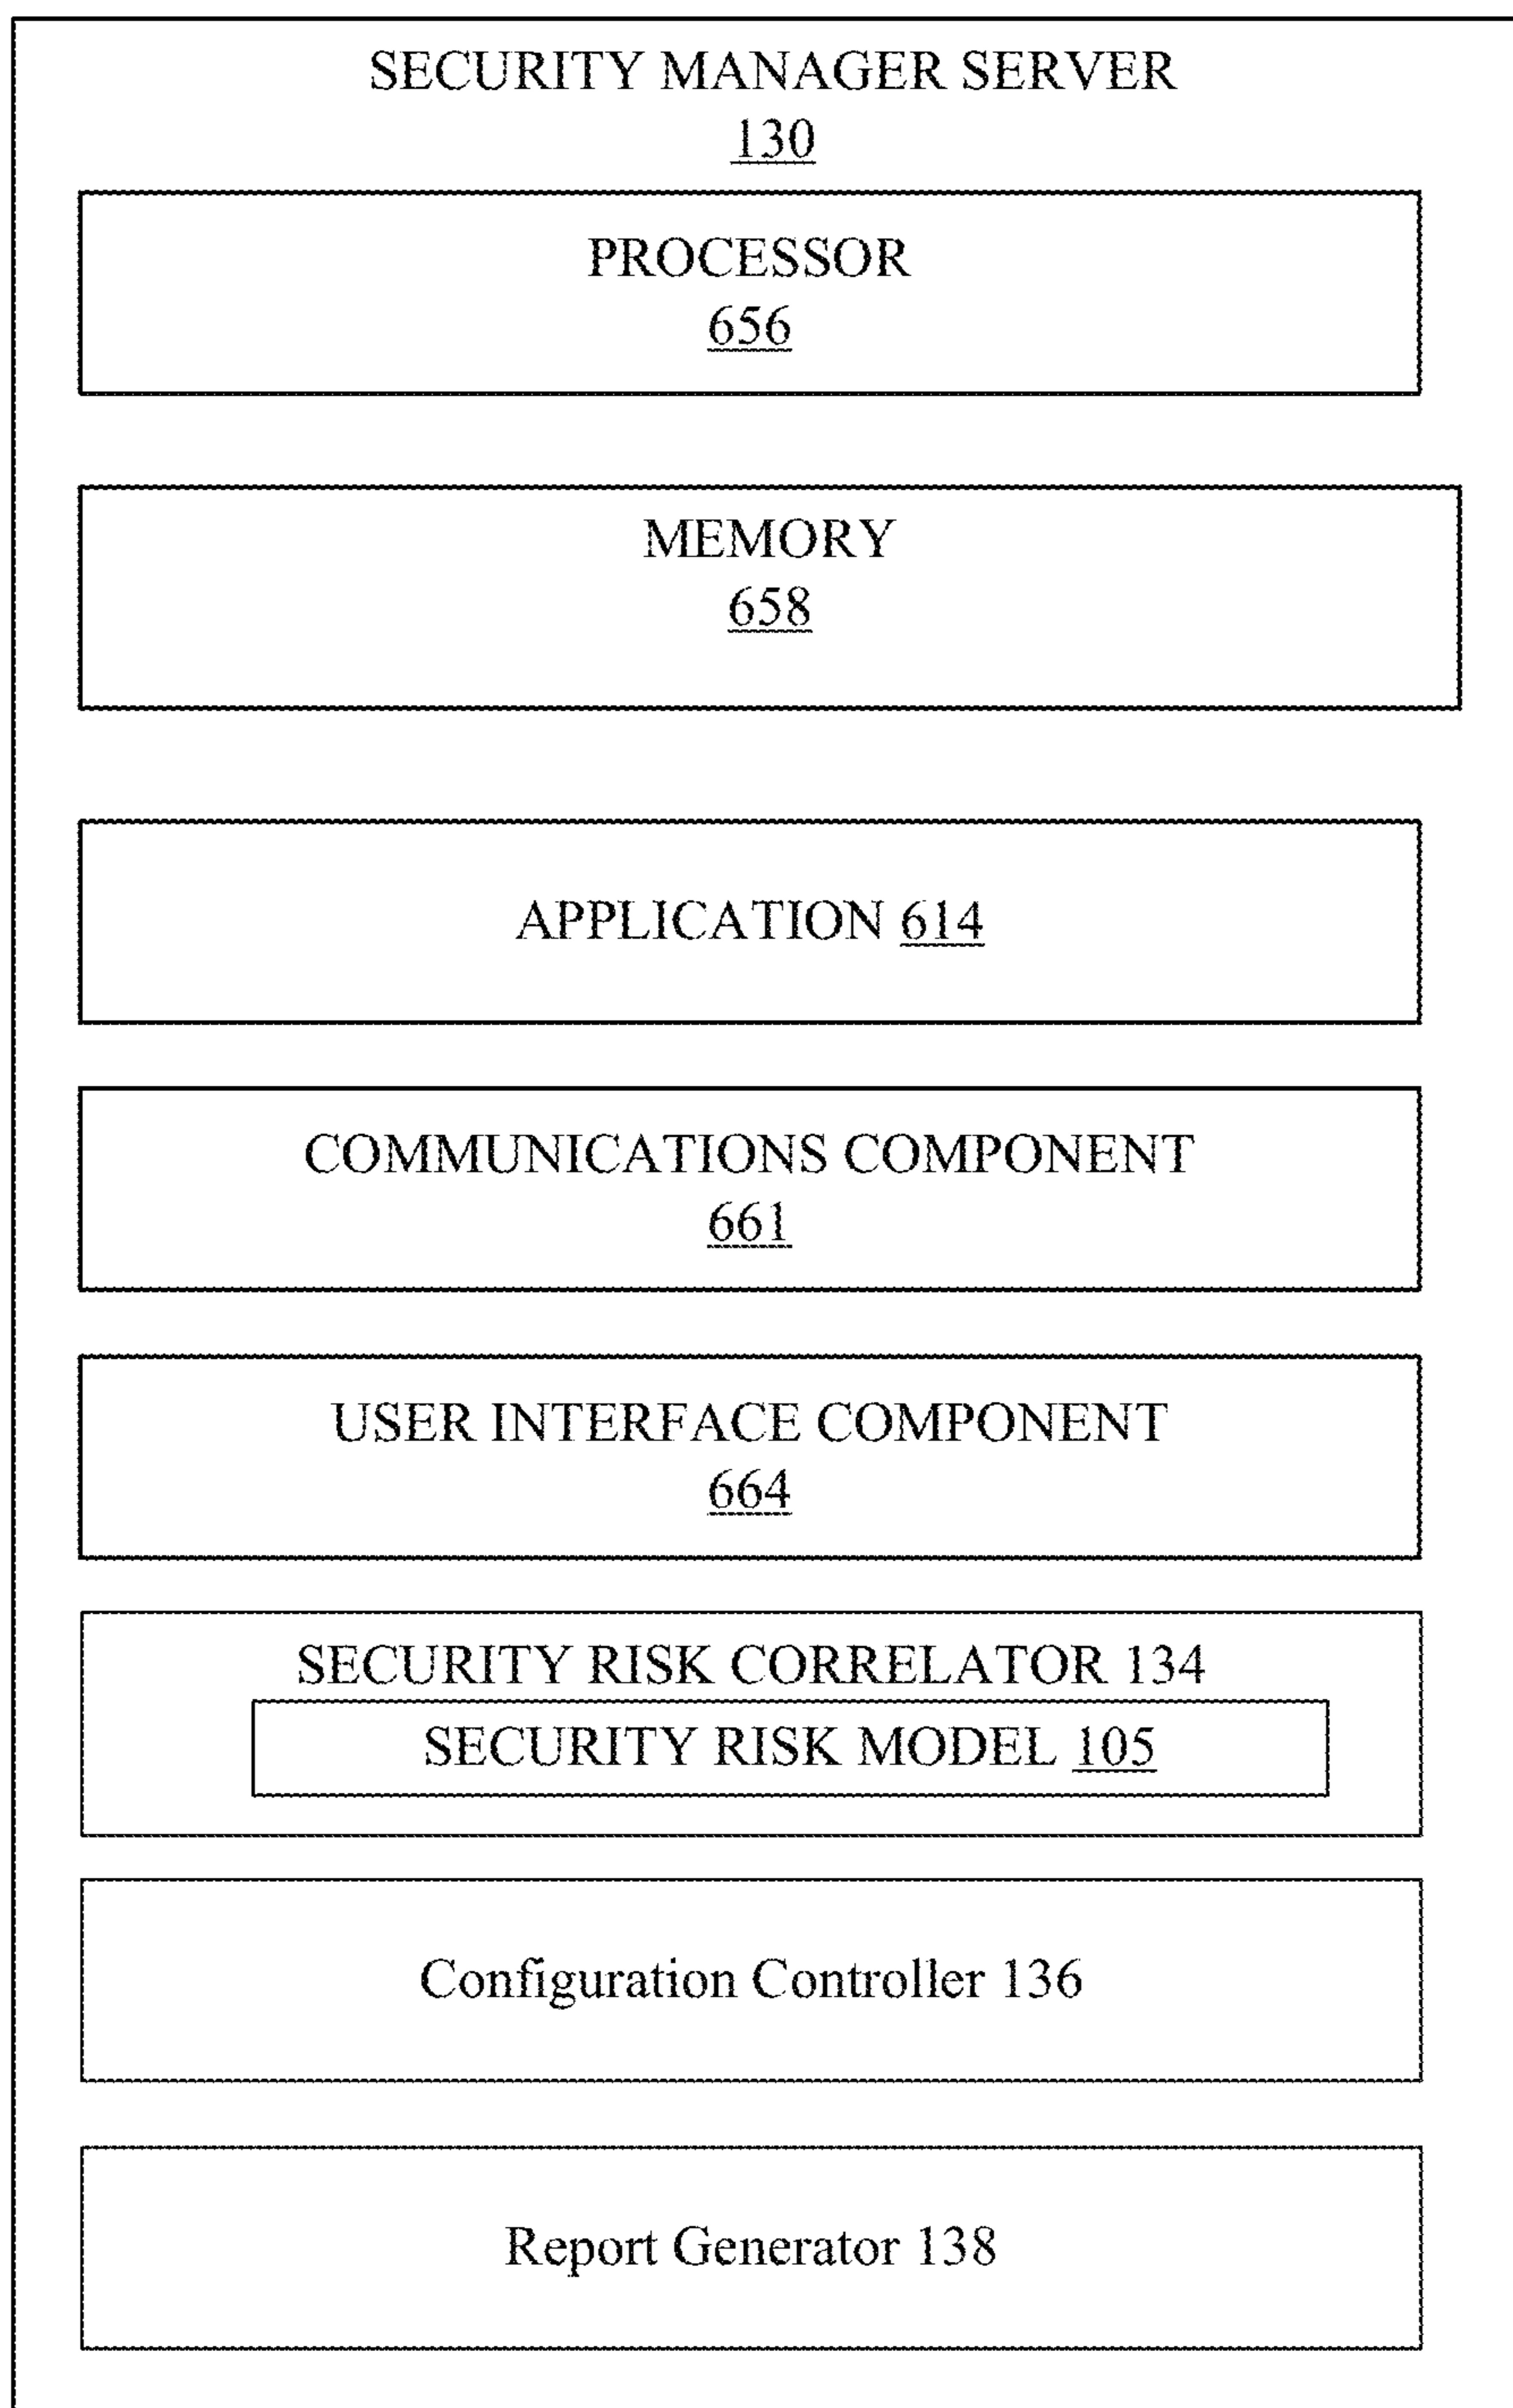 SECURITY MANAGER SERVER
130
PROCESSOR
656
MEMORY
658
APPLICATION 614
COMMUNICATIONS COMPONENT
661
USER INTERFACE COMPONENT
664
SECURITY RISK CORRELATOR 134
SECURITY RISK MODEL 105
Configuration Controller 136
Report Generator 138